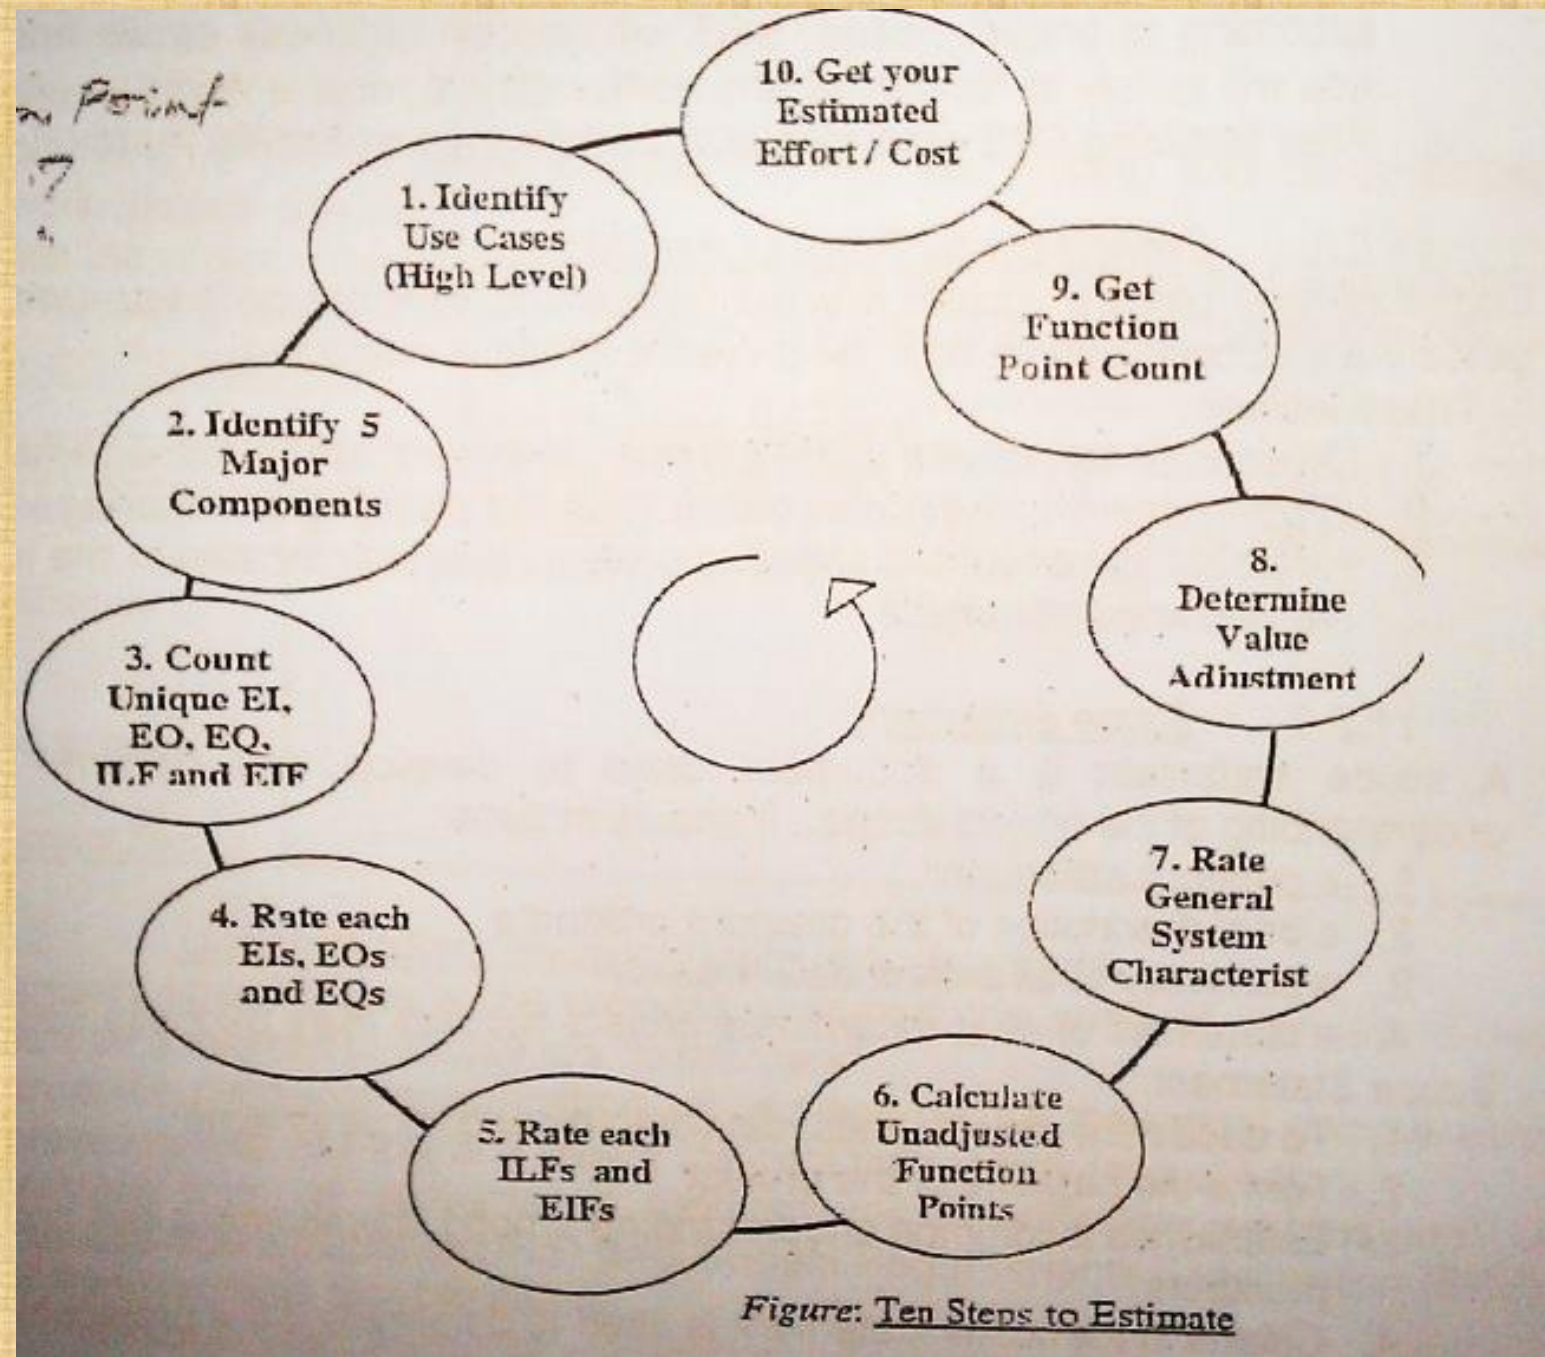 Point
10. Get your
Estimated
Effort / Cost
1. Identify
Use Cases
(High Level)
9. Get
Function
Point Count
2. Identify 5
Major
Components
8.
Determine
Value
Adjustment
3. Count
Unique EI,
EO, EQ,
ILF and EIF
7. Rate
General
System
Characterist
4. Rate each
EIs, EOs
and EQs
6. Calculate
Unadjusted
Function
Points
5. Rate each
ILFs and
EIFs
Figure: Ten Steps to Estimate